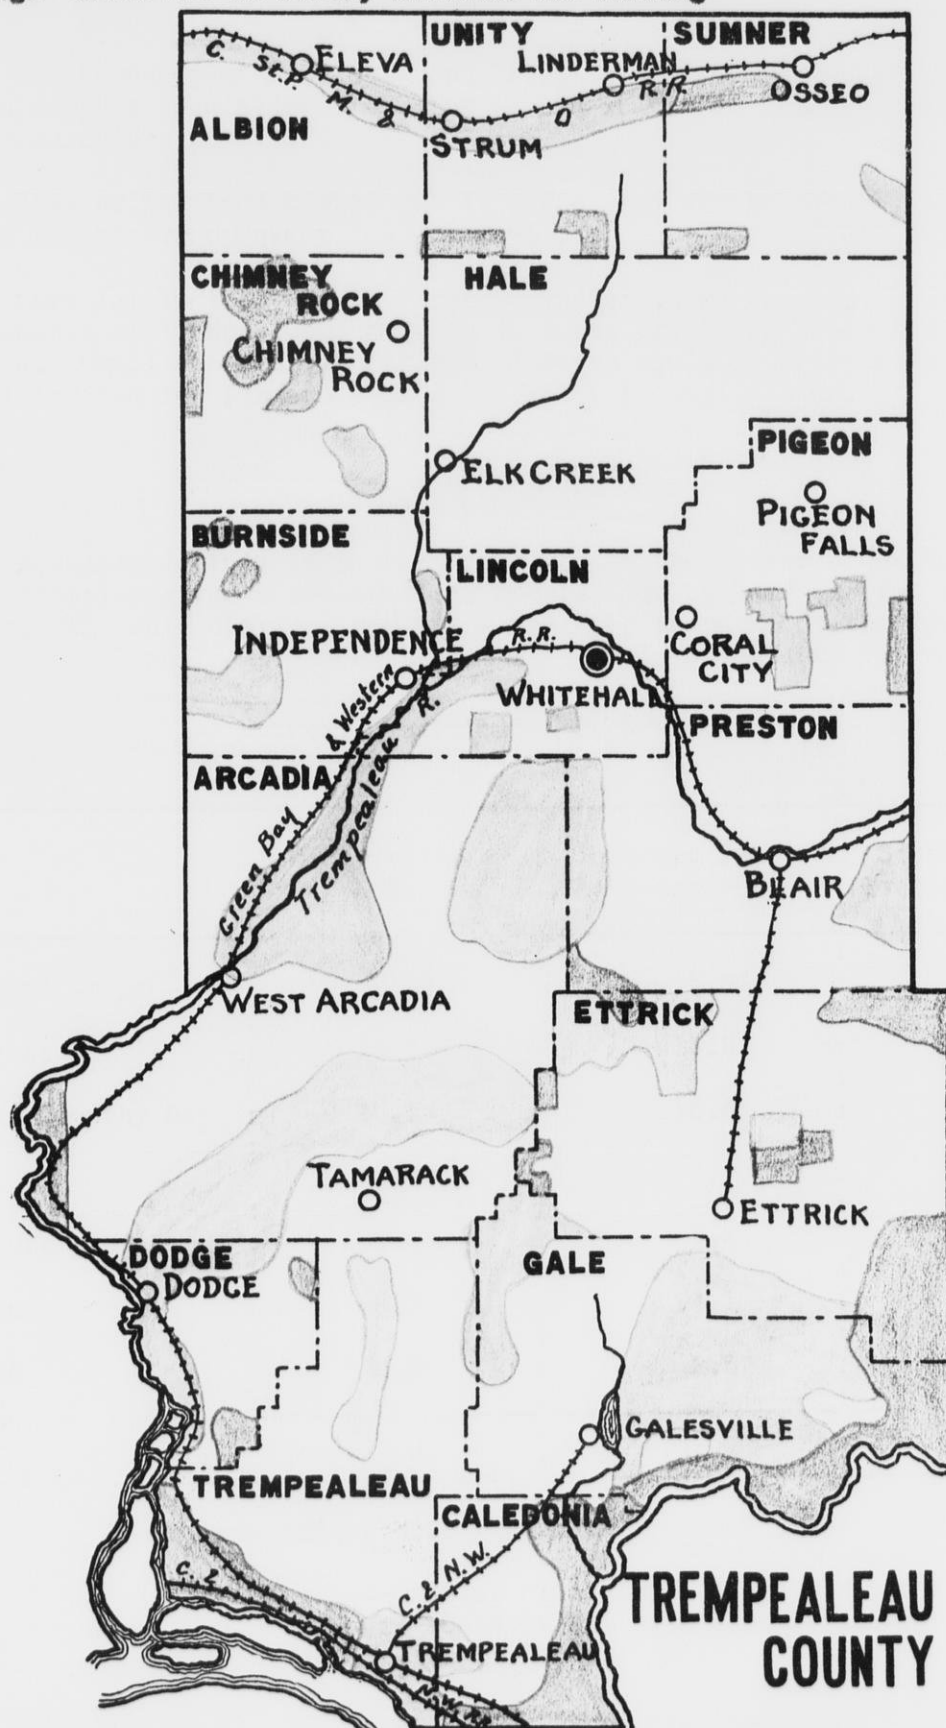 UNITY
SUMNER
C. St.P. M. & O R.R.
ELEVA
LINDERMAN
OSSEO
ALBION
STRUM
CHIMNEY
ROCK
HALE
CHIMNEY
ROCK
PIGEON
ELK CREEK
PIGEON
FALLS
BURNSIDE
LINCOLN
INDEPENDENCE
R.R.
CORAL
CITY
WHITEHALL
Green Bay & Western
Trempealeau R.
PRESTON
ARCADIA
BLAIR
WEST ARCADIA
ETTRICK
TAMARACK
ETTRICK
DODGE
DODGE
GALE
GALESVILLE
TREMPEALEAU
CALEDONIA
C. &
C. & N.W.
TREMPEALEAU
N.W. RR
TREMPEALEAU
COUNTY